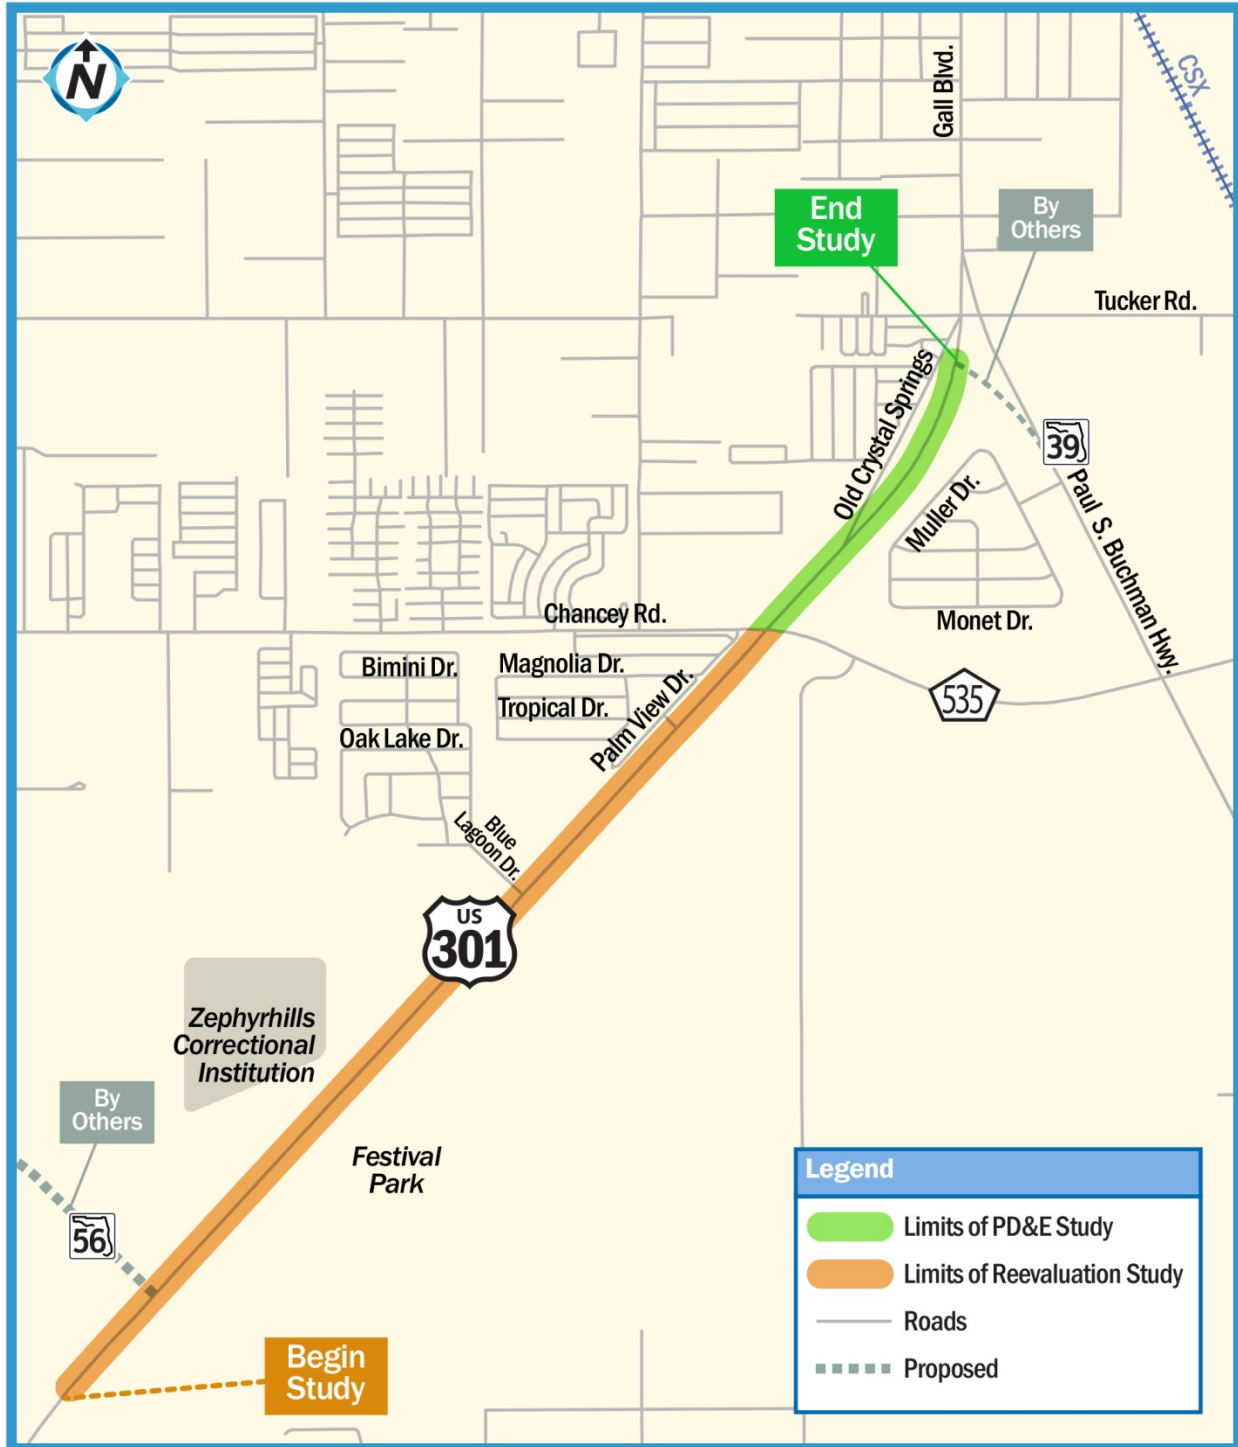 N
Gall Blvd.
CSX
End
Study
By
Others
Tucker Rd.
Old Crystal Springs
39
Muller Dr.
Paul S. Buchman Hwy.
Chancey Rd.
Monet Dr.
Bimini Dr.
Magnolia Dr.
535
Tropical Dr.
Palm View Dr.
Oak Lake Dr.
Blue
Lagoon Dr.
US
301
Zephyrhills
Correctional
Institution
By
Others
Festival
Park
56
Begin
Study
Legend
Limits of PD&E Study
Limits of Reevaluation Study
Roads
Proposed